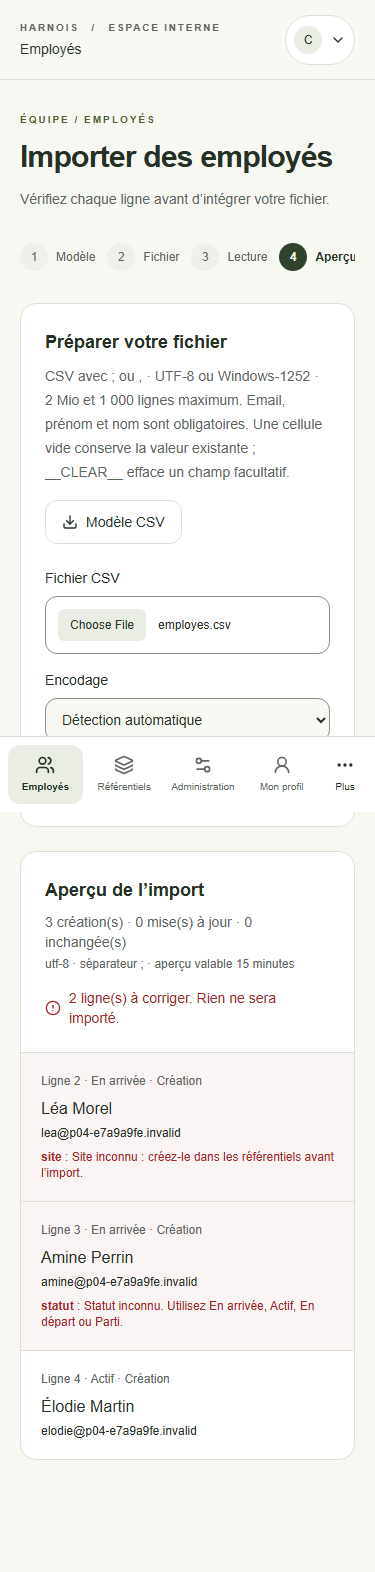 HARNOIS / ESPACE INTERNE
Employés
C
ÉQUIPE / EMPLOYÉS
Importer des employés
Vérifiez chaque ligne avant d’intégrer votre fichier.
1 Modèle 2 Fichier 3 Lecture 4 Aperçu
Préparer votre fichier
CSV avec ; ou , · UTF-8 ou Windows-1252 ·
2 Mio et 1 000 lignes maximum. Email,
prénom et nom sont obligatoires. Une cellule
vide conserve la valeur existante ;
__CLEAR__ efface un champ facultatif.
Modèle CSV
Fichier CSV
Choose File employes.csv
Encodage
Détection automatique
Employés Référentiels Administration Mon profil Plus
Aperçu de l’import
3 création(s) · 0 mise(s) à jour · 0
inchangée(s)
utf-8 · séparateur ; · aperçu valable 15 minutes
2 ligne(s) à corriger. Rien ne sera
importé.
Ligne 2 · En arrivée · Création
Léa Morel
lea@p04-e7a9a9fe.invalid
site : Site inconnu : créez-le dans les référentiels avant
l’import.
Ligne 3 · En arrivée · Création
Amine Perrin
amine@p04-e7a9a9fe.invalid
statut : Statut inconnu. Utilisez En arrivée, Actif, En
départ ou Parti.
Ligne 4 · Actif · Création
Élodie Martin
elodie@p04-e7a9a9fe.invalid